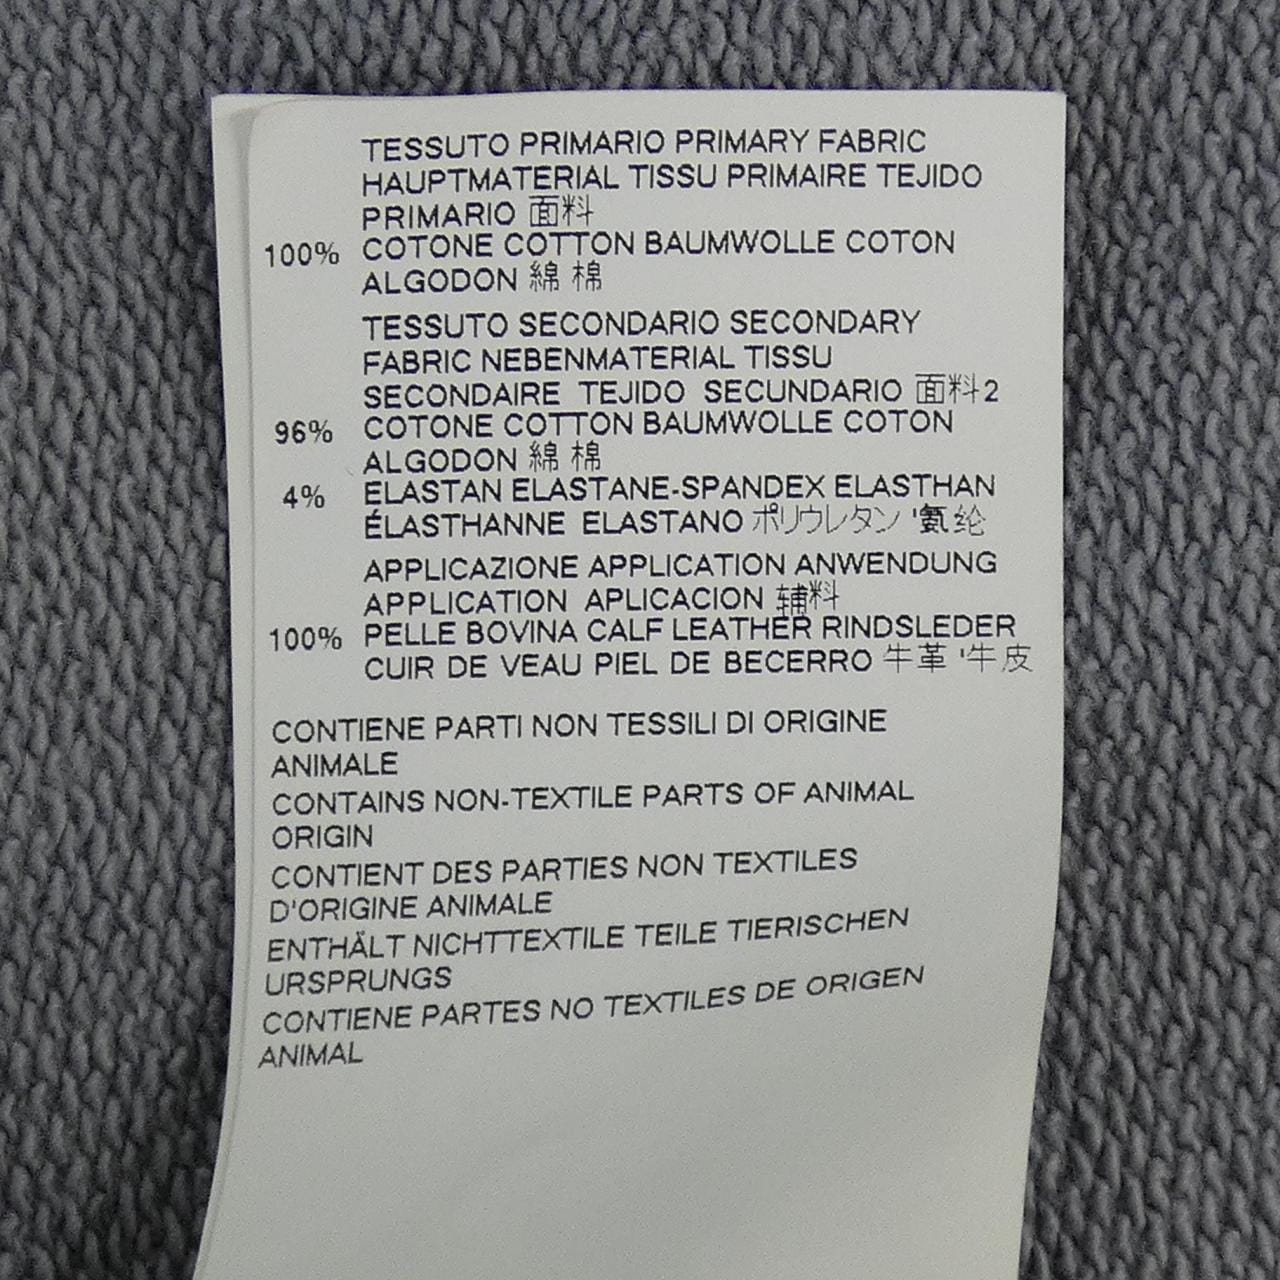 TESSUTO PRIMARIO PRIMARY FABRIC
HAUPTMATERIAL TISSU PRIMAIRE TEJIDO
PRIMARIO 面料
100% COTONE COTTON BAUMWOLLE COTON
ALGODON 綿 棉
TESSUTO SECONDARIO SECONDARY
FABRIC NEBENMATERIAL TISSU
SECONDAIRE TEJIDO SECUNDARIO 面料2
96% COTONE COTTON BAUMWOLLE COTON
ALGODON 綿 棉
4% ELASTAN ELASTANE-SPANDEX ELASTHAN
ÉLASTHANNE ELASTANO ポリウレタン '氨纶
APPLICAZIONE APPLICATION ANWENDUNG
APPLICATION APLICACION 辅料
100% PELLE BOVINA CALF LEATHER RINDSLEDER
CUIR DE VEAU PIEL DE BECERRO 牛革 '牛皮
CONTIENE PARTI NON TESSILI DI ORIGINE
ANIMALE
CONTAINS NON-TEXTILE PARTS OF ANIMAL
ORIGIN
CONTIENT DES PARTIES NON TEXTILES
D'ORIGINE ANIMALE
ENTHÄLT NICHTTEXTILE TEILE TIERISCHEN
URSPRUNGS
CONTIENE PARTES NO TEXTILES DE ORIGEN
ANIMAL